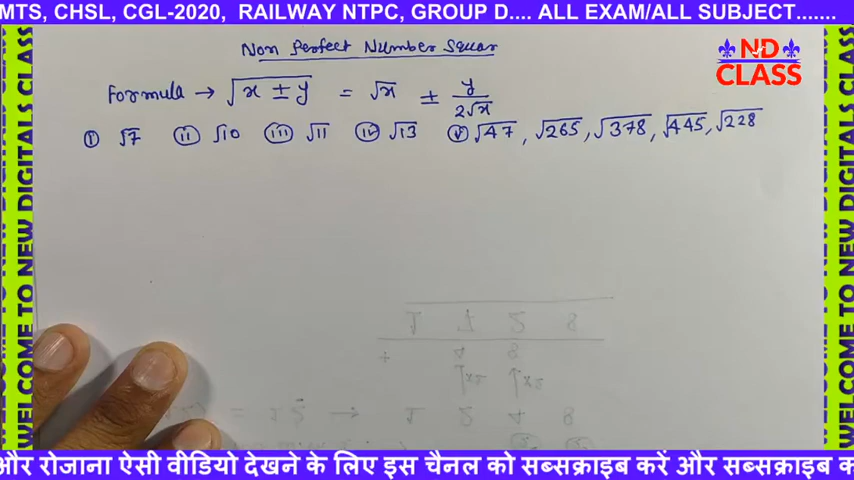 MTS, CHSL, CGL-2020, RAILWAY NTPC, GROUP D.... ALL EXAM/ALL SUBJECT.......
Non Perfect Number Squar
ND
CLASS
Formula → √x ± y = √x ± y/2√x
(i) √7 (ii) √10 (iii) √11 (iv) √13 (v) √47, √265, √378, √445, √228
WELCOME TO NEW DIGITALS CLASS
और रोजाना ऐसी वीडियो देखने के लिए इस चैनल को सब्सक्राइब करें और सब्सक्राइब क